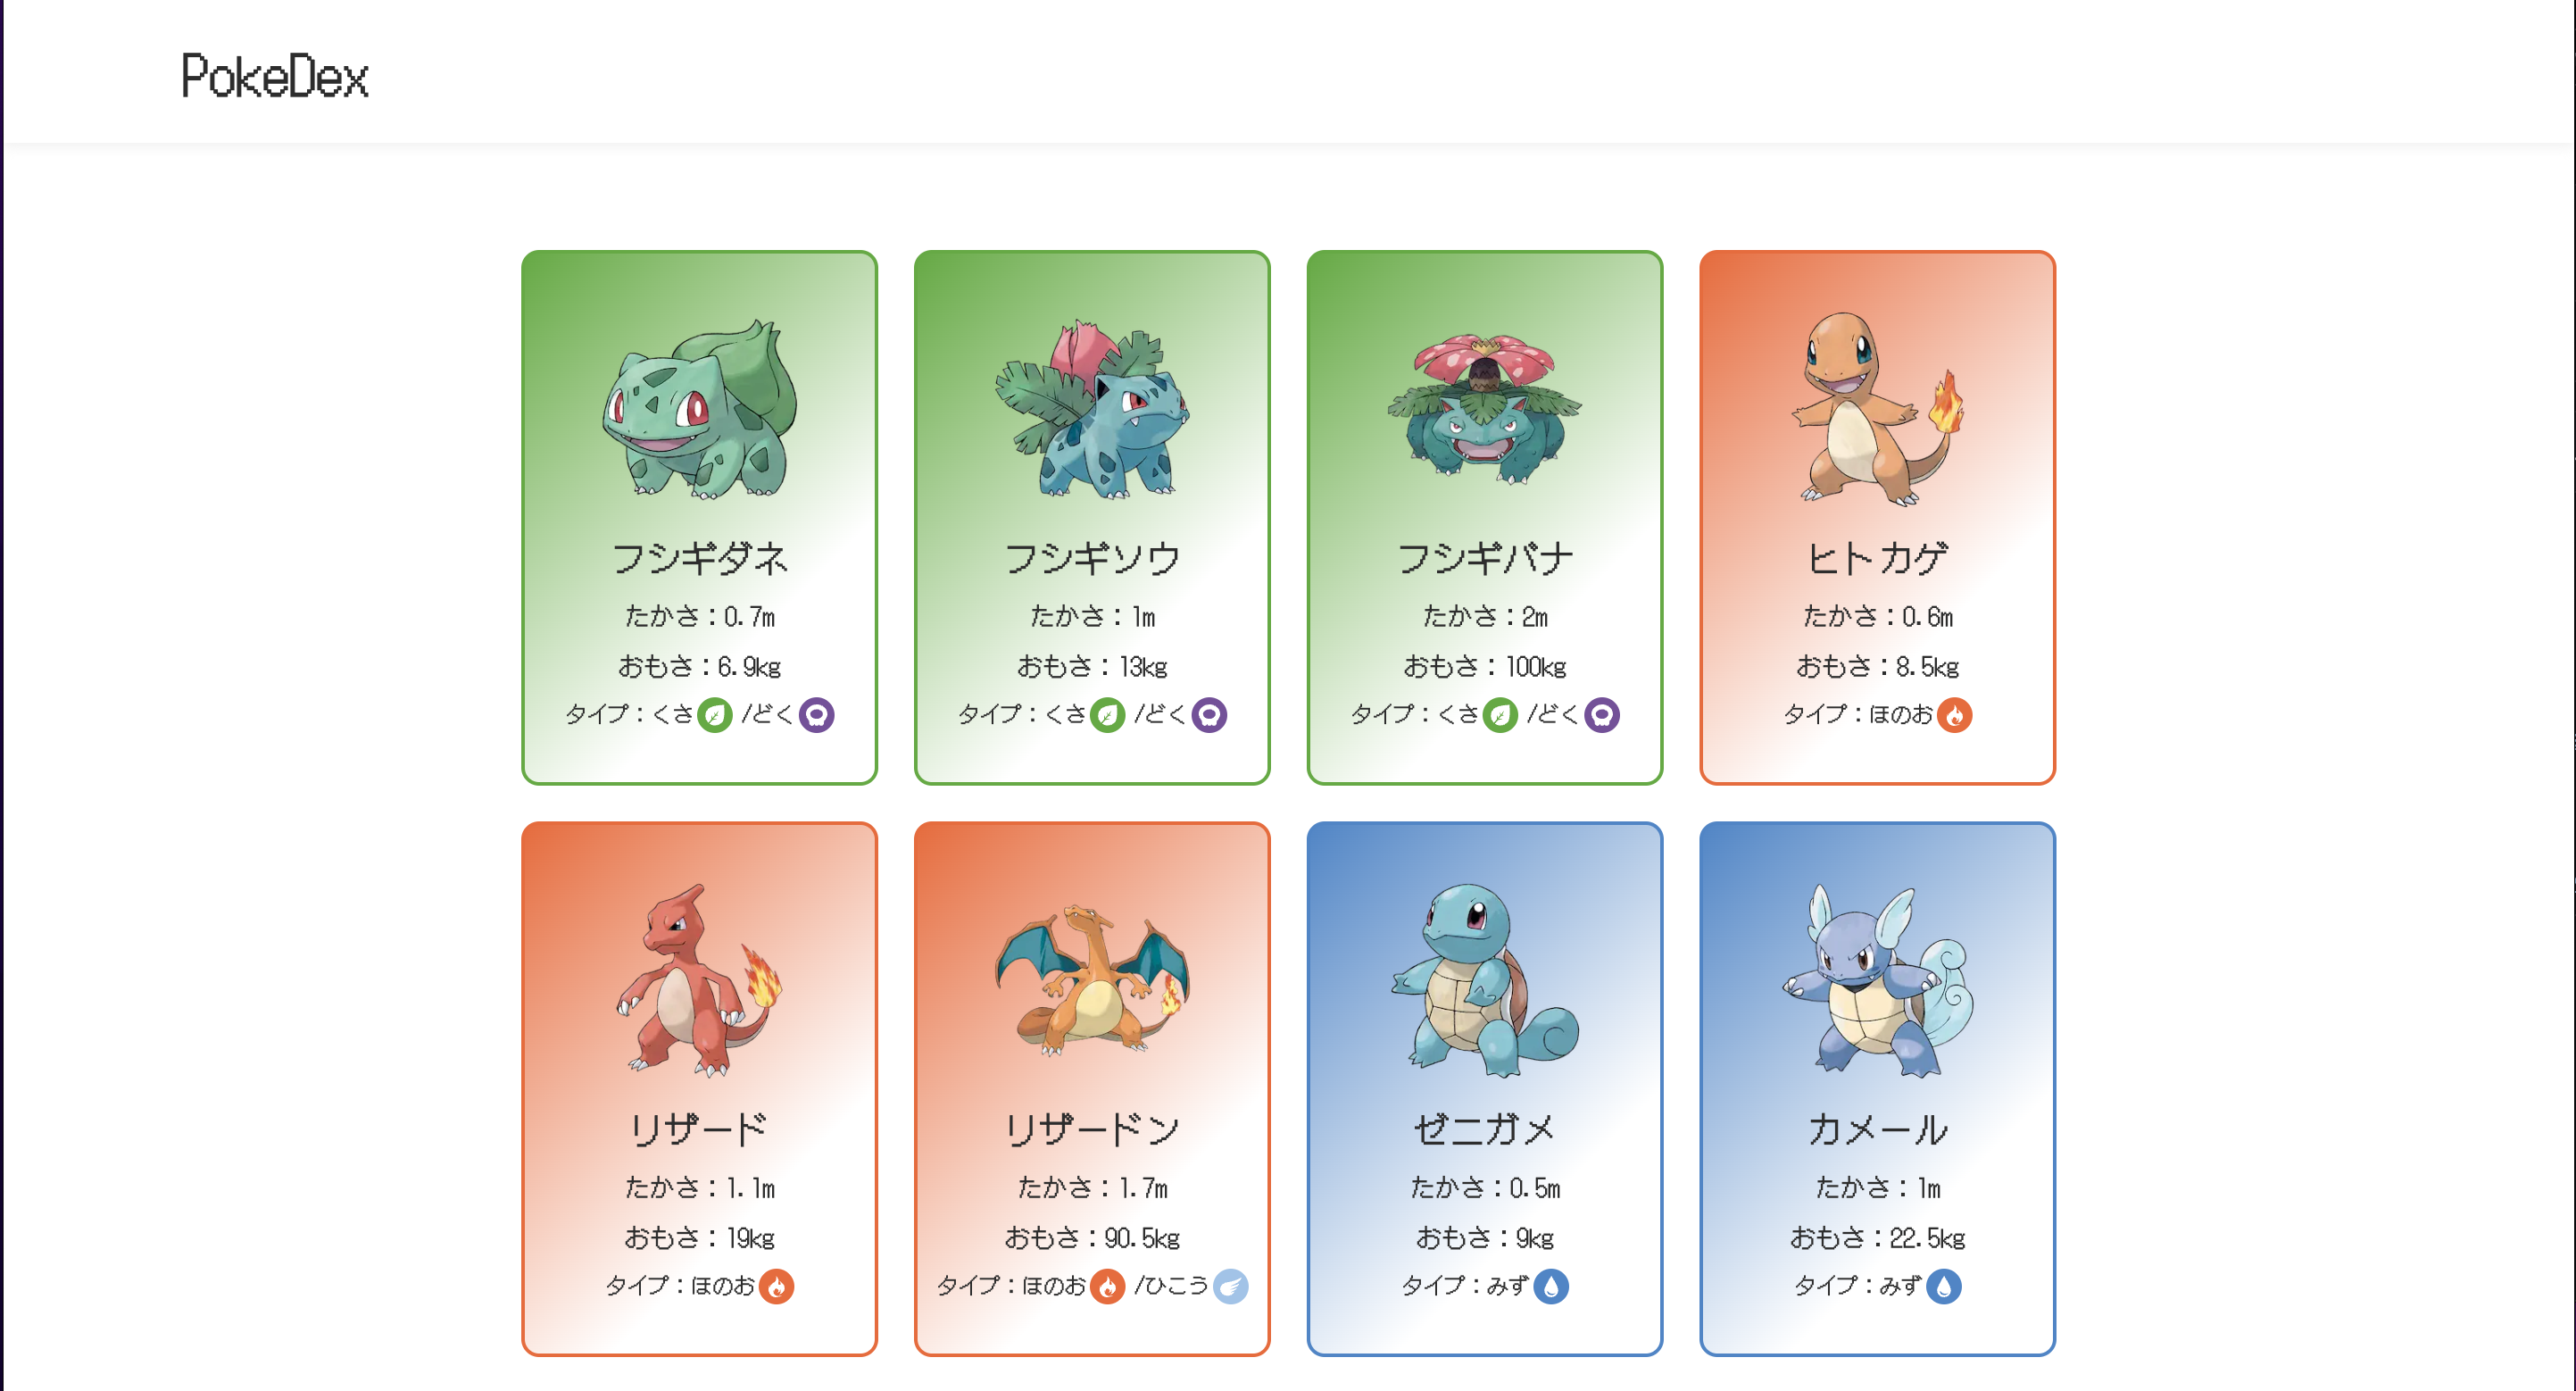 PokeDex
フシギダネ
たかさ：0.7m
おもさ：6.9kg
タイプ：くさ /どく
フシギソウ
たかさ：1m
おもさ：13kg
タイプ：くさ /どく
フシギバナ
たかさ：2m
おもさ：100kg
タイプ：くさ /どく
ヒトカゲ
たかさ：0.6m
おもさ：8.5kg
タイプ：ほのお
リザード
たかさ：1.1m
おもさ：19kg
タイプ：ほのお
リザードン
たかさ：1.7m
おもさ：90.5kg
タイプ：ほのお /ひこう
ゼニガメ
たかさ：0.5m
おもさ：9kg
タイプ：みず
カメール
たかさ：1m
おもさ：22.5kg
タイプ：みず